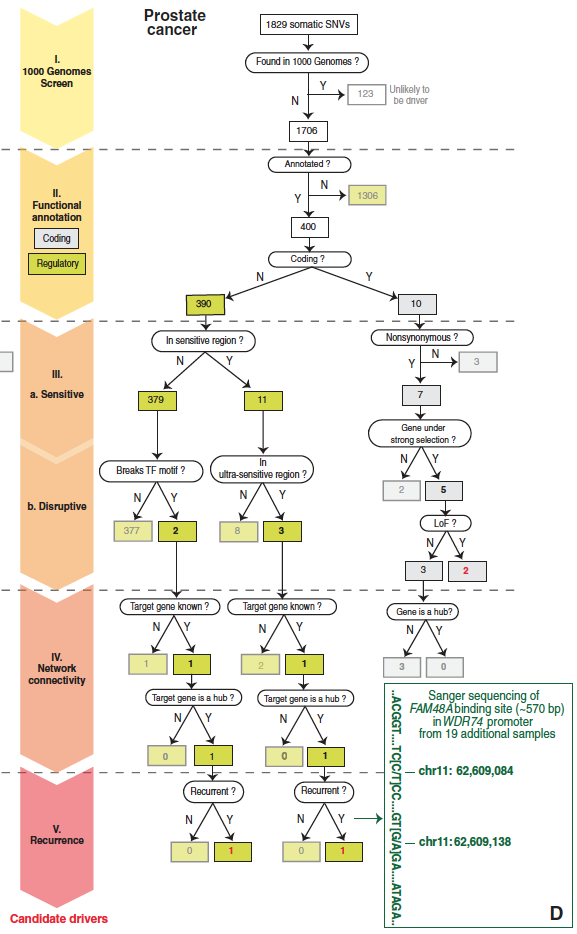 Prostate
cancer
1829 somatic SNVs
I.
1000 Genomes
Screen
Found in 1000 Genomes ?
Y
N
123
Unlikely to
be driver
1706
II.
Functional
annotation
Coding
Regulatory
Annotated ?
N
Y
1306
400
Coding ?
N
Y
390
10
III.
a. Sensitive
In sensitive region ?
N
Y
379
11
Nonsynonymous ?
N
Y
3
7
Gene under
strong selection ?
N
Y
2
5
b. Disruptive
Breaks TF motif ?
N
Y
377
2
In
ultra-sensitive region ?
N
Y
8
3
LoF ?
N
Y
3
2
IV.
Network
connectivity
Target gene known ?
N
Y
1
1
Target gene known ?
N
Y
2
1
Gene is a hub?
N
Y
3
0
Target gene is a hub ?
N
Y
0
1
Target gene is a hub ?
N
Y
0
1
V.
Recurrence
Recurrent ?
N
Y
0
1
Recurrent ?
N
Y
0
1
Candidate drivers
Sanger sequencing of
FAM48A binding site (~570 bp)
in WDR74 promoter
from 19 additional samples
chr11: 62,609,084
chr11: 62,609,138
...ACGGT....TC[C/T]CC....GT[G/A]GA.....ATAGA...
D